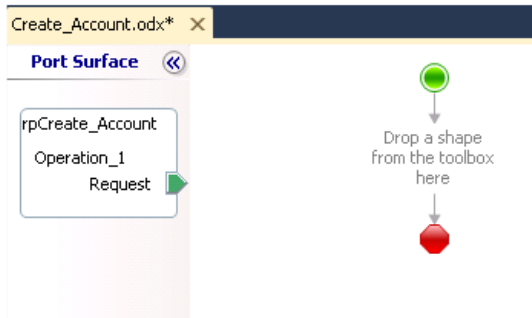 Create_Account.odx*
Port Surface
rpCreate_Account
Operation_1
Request
Drop a shape
from the toolbox
here